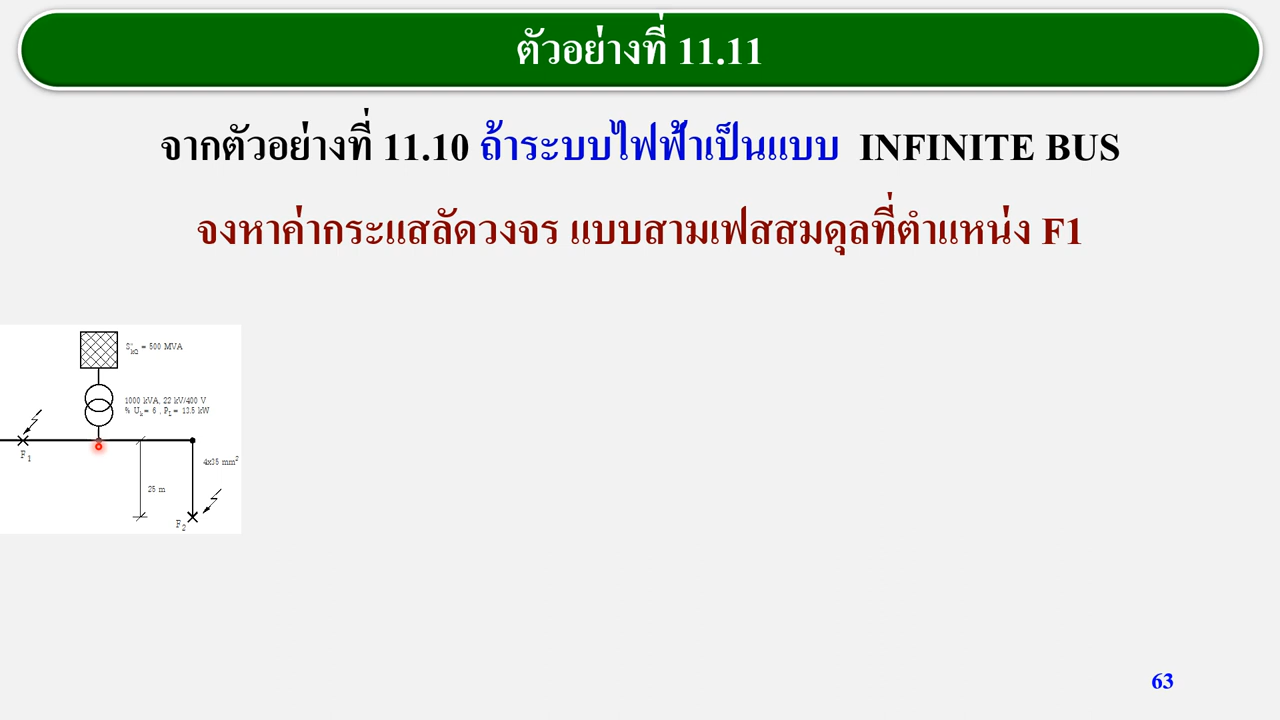 ตัวอย่างที่ 11.11
จากตัวอย่างที่ 11.10 ถ้าระบบไฟฟ้าเป็นแบบ INFINITE BUS
จงหาค่ากระแสลัดวงจร แบบสามเฟสสมดุลที่ตำแหน่ง F1
= 500 MVA
1000 kVA, 22 kV/400 V
% Uk = 6 , PL = 13.5 kW
F1
4x35 mm²
25 m
F2
63